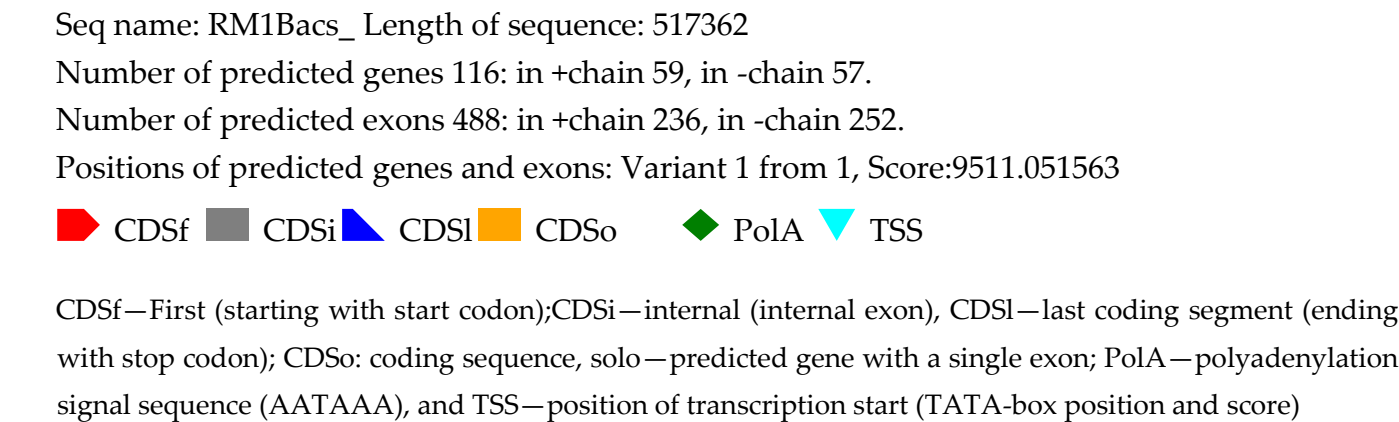 Seq name: RM1Bacs_ Length of sequence: 517362
Number of predicted genes 116: in +chain 59, in -chain 57.
Number of predicted exons 488: in +chain 236, in -chain 252.
Positions of predicted genes and exons: Variant 1 from 1, Score:9511.051563
CDSf CDSi CDSl CDSo PolA TSS
CDSf—First (starting with start codon);CDSi—internal (internal exon), CDSl—last coding segment (ending
with stop codon); CDSo: coding sequence, solo—predicted gene with a single exon; PolA—polyadenylation
signal sequence (AATAAA), and TSS—position of transcription start (TATA-box position and score)